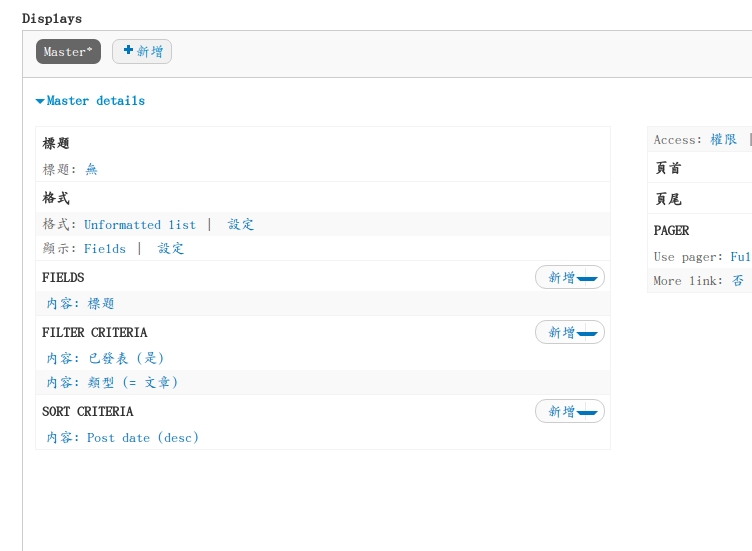 Displays
Master* 新增
Master details
標題
標題: 無
格式
格式: Unformatted list | 設定
顯示: Fields | 設定
FIELDS 新增
內容: 標題
FILTER CRITERIA 新增
內容: 已發表 (是)
內容: 類型 (= 文章)
SORT CRITERIA 新增
內容: Post date (desc)
Access: 權限 |
頁首
頁尾
PAGER
Use pager: Ful
More link: 否